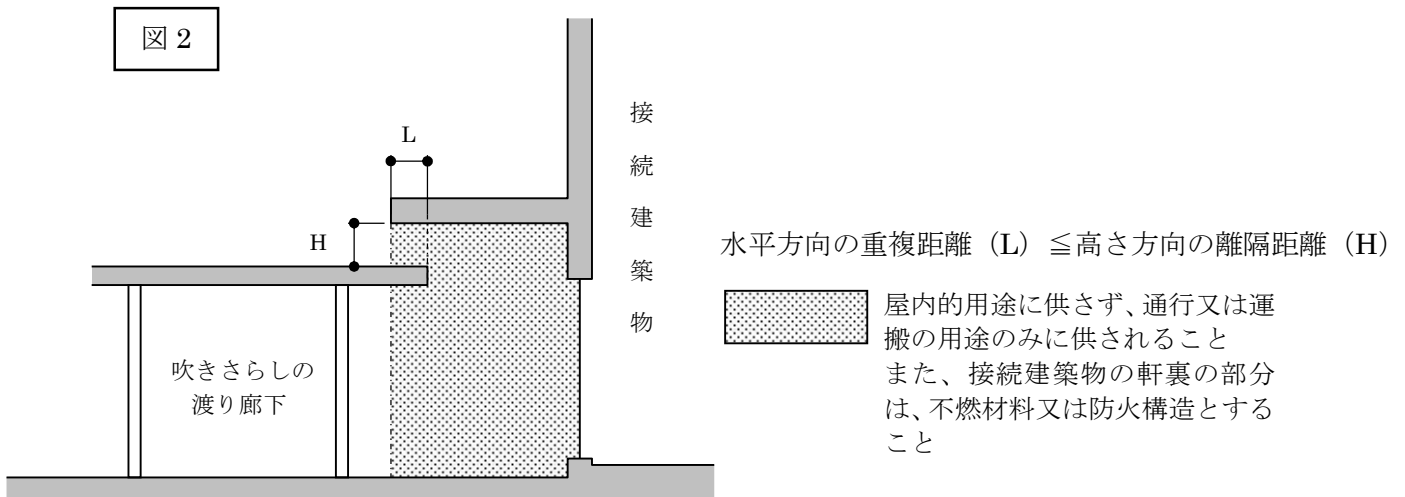 図 2
接続建築物
L
H
水平方向の重複距離（L）≦高さ方向の離隔距離（H）
吹きさらしの
渡り廊下
屋内的用途に供さず、通行又は運
搬の用途のみに供されること
また、接続建築物の軒裏の部分
は、不燃材料又は防火構造とする
こと